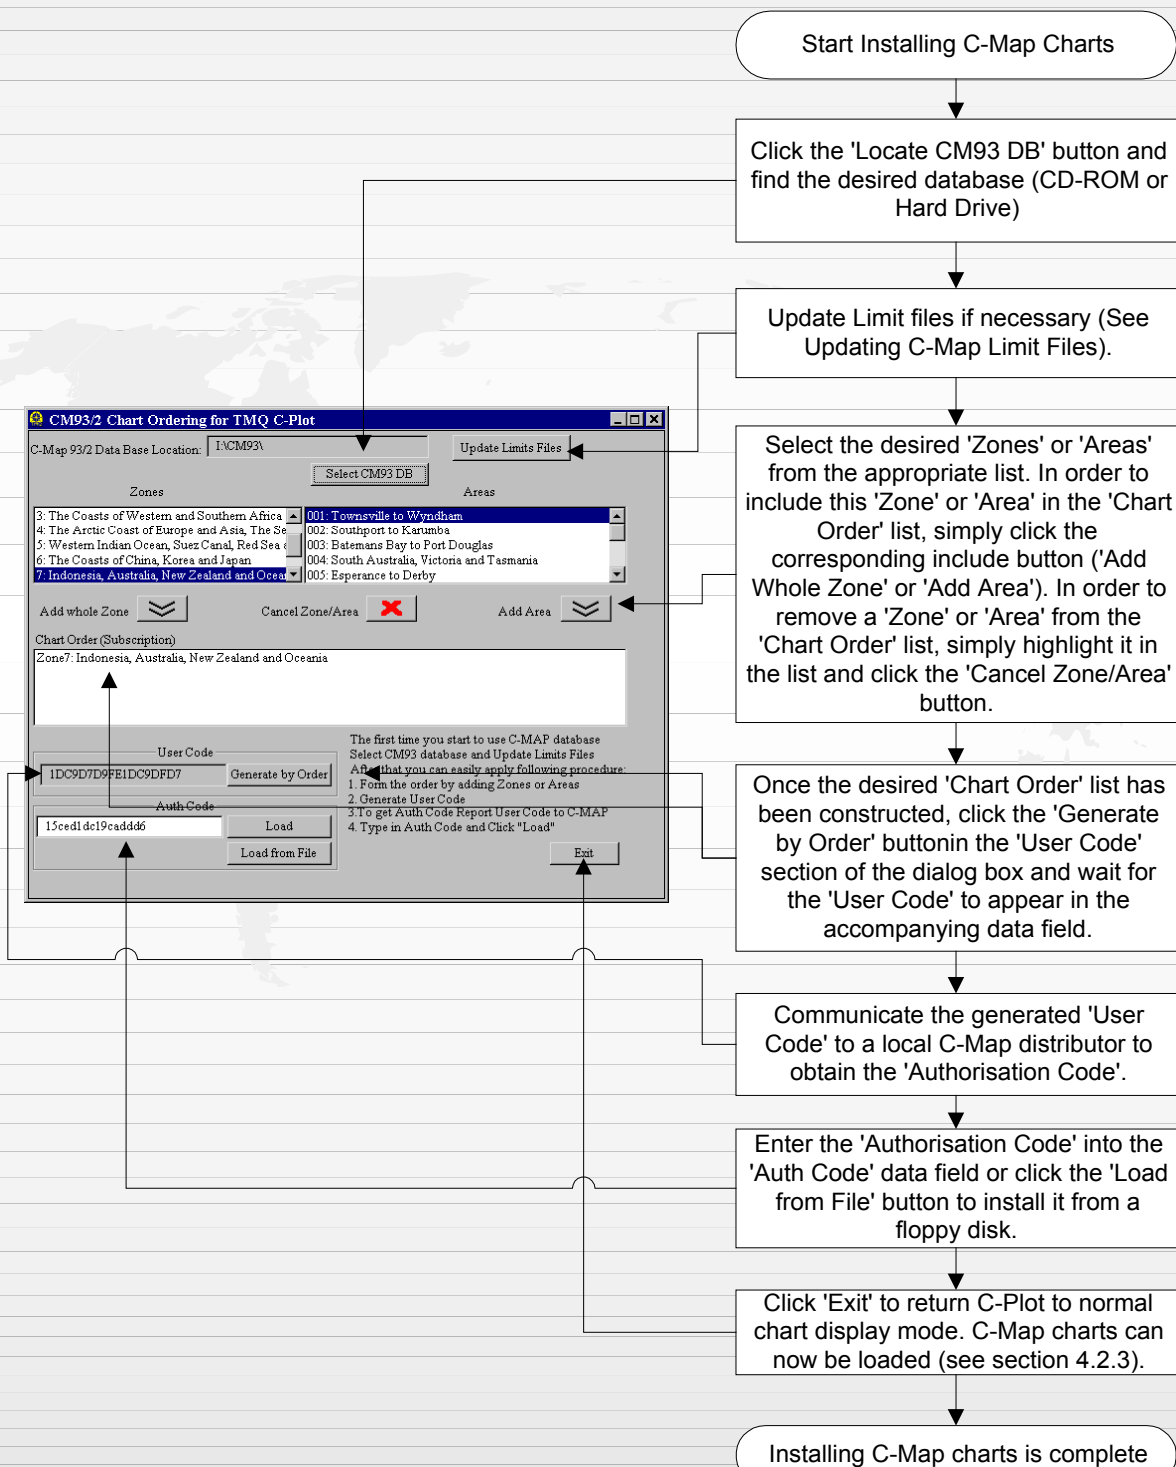 Start Installing C-Map Charts
Click the 'Locate CM93 DB' button and
find the desired database (CD-ROM or
Hard Drive)
Update Limit files if necessary (See
Updating C-Map Limit Files).
Select the desired 'Zones' or 'Areas'
from the appropriate list. In order to
include this 'Zone' or 'Area' in the 'Chart
Order' list, simply click the
corresponding include button ('Add
Whole Zone' or 'Add Area'). In order to
remove a 'Zone' or 'Area' from the
'Chart Order' list, simply highlight it in
the list and click the 'Cancel Zone/Area'
button.
Once the desired 'Chart Order' list has
been constructed, click the 'Generate
by Order' buttonin the 'User Code'
section of the dialog box and wait for
the 'User Code' to appear in the
accompanying data field.
Communicate the generated 'User
Code' to a local C-Map distributor to
obtain the 'Authorisation Code'.
Enter the 'Authorisation Code' into the
'Auth Code' data field or click the 'Load
from File' button to install it from a
floppy disk.
Click 'Exit' to return C-Plot to normal
chart display mode. C-Map charts can
now be loaded (see section 4.2.3).
Installing C-Map charts is complete
CM93/2 Chart Ordering for TMQ C-Plot
C-Map 93/2 Data Base Location: I:\CM93\ Update Limits Files
Select CM93 DB
Zones Areas
3: The Coasts of Western and Southern Africa
4: The Arctic Coast of Europe and Asia, The Se
5: Western Indian Ocean, Suez Canal, Red Sea
6: The Coasts of China, Korea and Japan
7: Indonesia, Australia, New Zealand and Ocea
001: Townsville to Wyndham
002: Southport to Karumba
003: Batemans Bay to Port Douglas
004: South Australia, Victoria and Tasmania
005: Esperance to Derby
Add whole Zone Cancel Zone/Area Add Area
Chart Order (Subscription)
Zone7: Indonesia, Australia, New Zealand and Oceania
User Code
1DC9D7D9FE1DC9DFD7 Generate by Order
Auth Code
15ced1dc19caddd6 Load
Load from File
The first time you start to use C-MAP database
Select CM93 database and Update Limits Files
After that you can easily apply following procedure:
1. Form the order by adding Zones or Areas
2. Generate User Code
3.To get Auth Code Report User Code to C-MAP
4. Type in Auth Code and Click "Load"
Exit